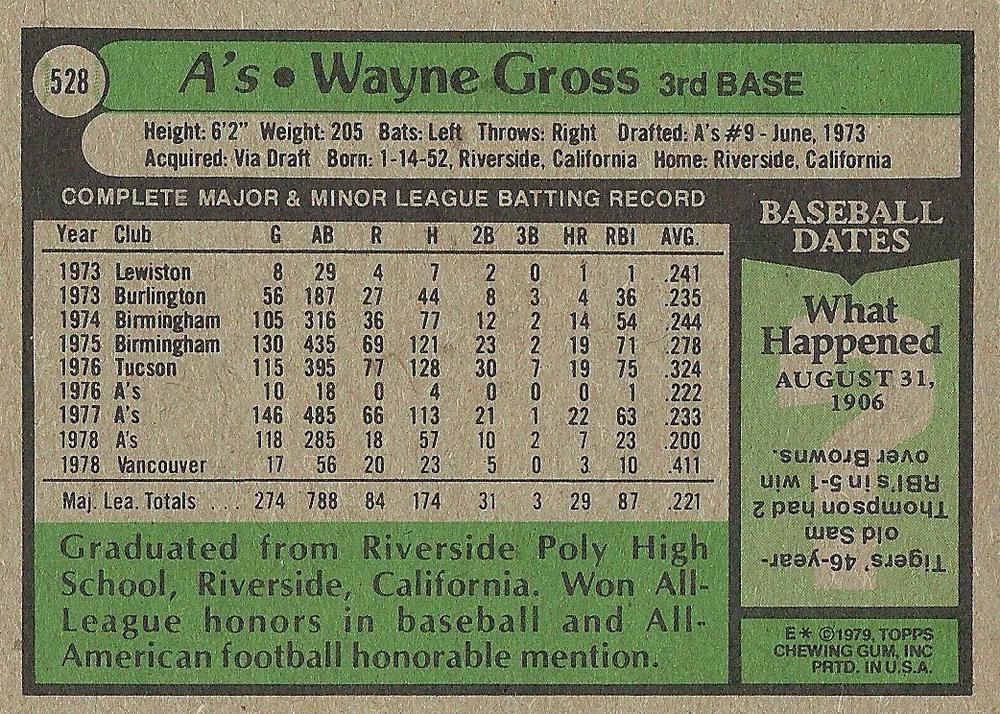 528
A's • Wayne Gross 3rd BASE
Height: 6'2" Weight: 205 Bats: Left Throws: Right Drafted: A's #9 - June, 1973
Acquired: Via Draft Born: 1-14-52, Riverside, California Home: Riverside, California
COMPLETE MAJOR & MINOR LEAGUE BATTING RECORD
Year Club G AB R H 2B 3B HR RBI AVG.
1973 Lewiston 8 29 4 7 2 0 1 1 .241
1973 Burlington 56 187 27 44 8 3 4 36 .235
1974 Birmingham 105 316 36 77 12 2 14 54 .244
1975 Birmingham 130 435 69 121 23 2 19 71 .278
1976 Tucson 115 395 77 128 30 7 19 75 .324
1976 A's 10 18 0 4 0 0 0 1 .222
1977 A's 146 485 66 113 21 1 22 63 .233
1978 A's 118 285 18 57 10 2 7 23 .200
1978 Vancouver 17 56 20 23 5 0 3 10 .411
Maj. Lea. Totals .... 274 788 84 174 31 3 29 87 .221
Graduated from Riverside Poly High
School, Riverside, California. Won All-
League honors in baseball and All-
American football honorable mention.
BASEBALL
DATES
What
Happened
AUGUST 31,
1906
Tigers' 46-year-
old Sam
Thompson had 2
RBI's in 5-1 win
over Browns.
E* ©1979, TOPPS
CHEWING GUM, INC
PRTD. IN U.S.A.